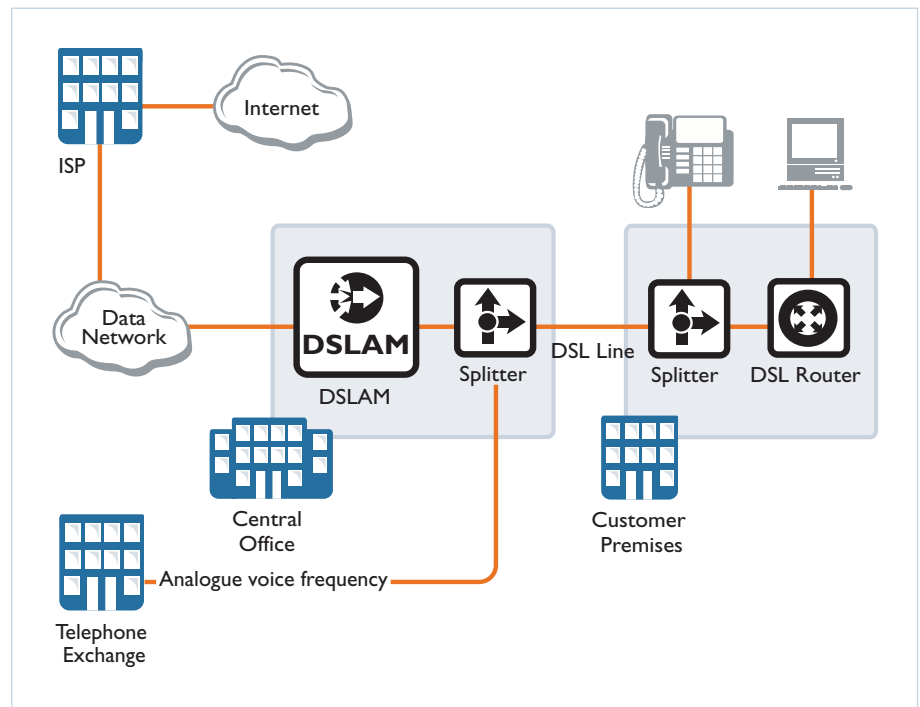 Internet
ISP
Data
Network
DSLAM
DSLAM
Splitter
DSL Line
Splitter
DSL Router
Central
Office
Customer
Premises
Analogue voice frequency
Telephone
Exchange